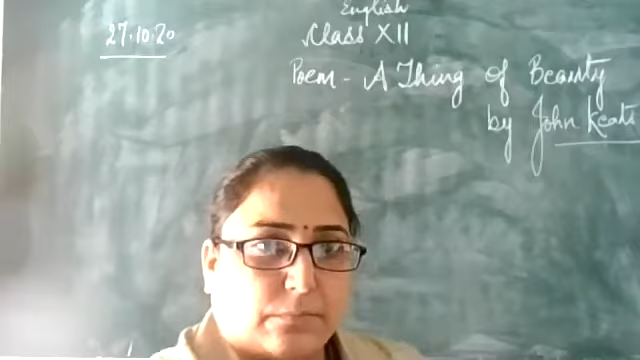 27.10.20
English
Class XII
Poem - A Thing of Beauty
by John Keats